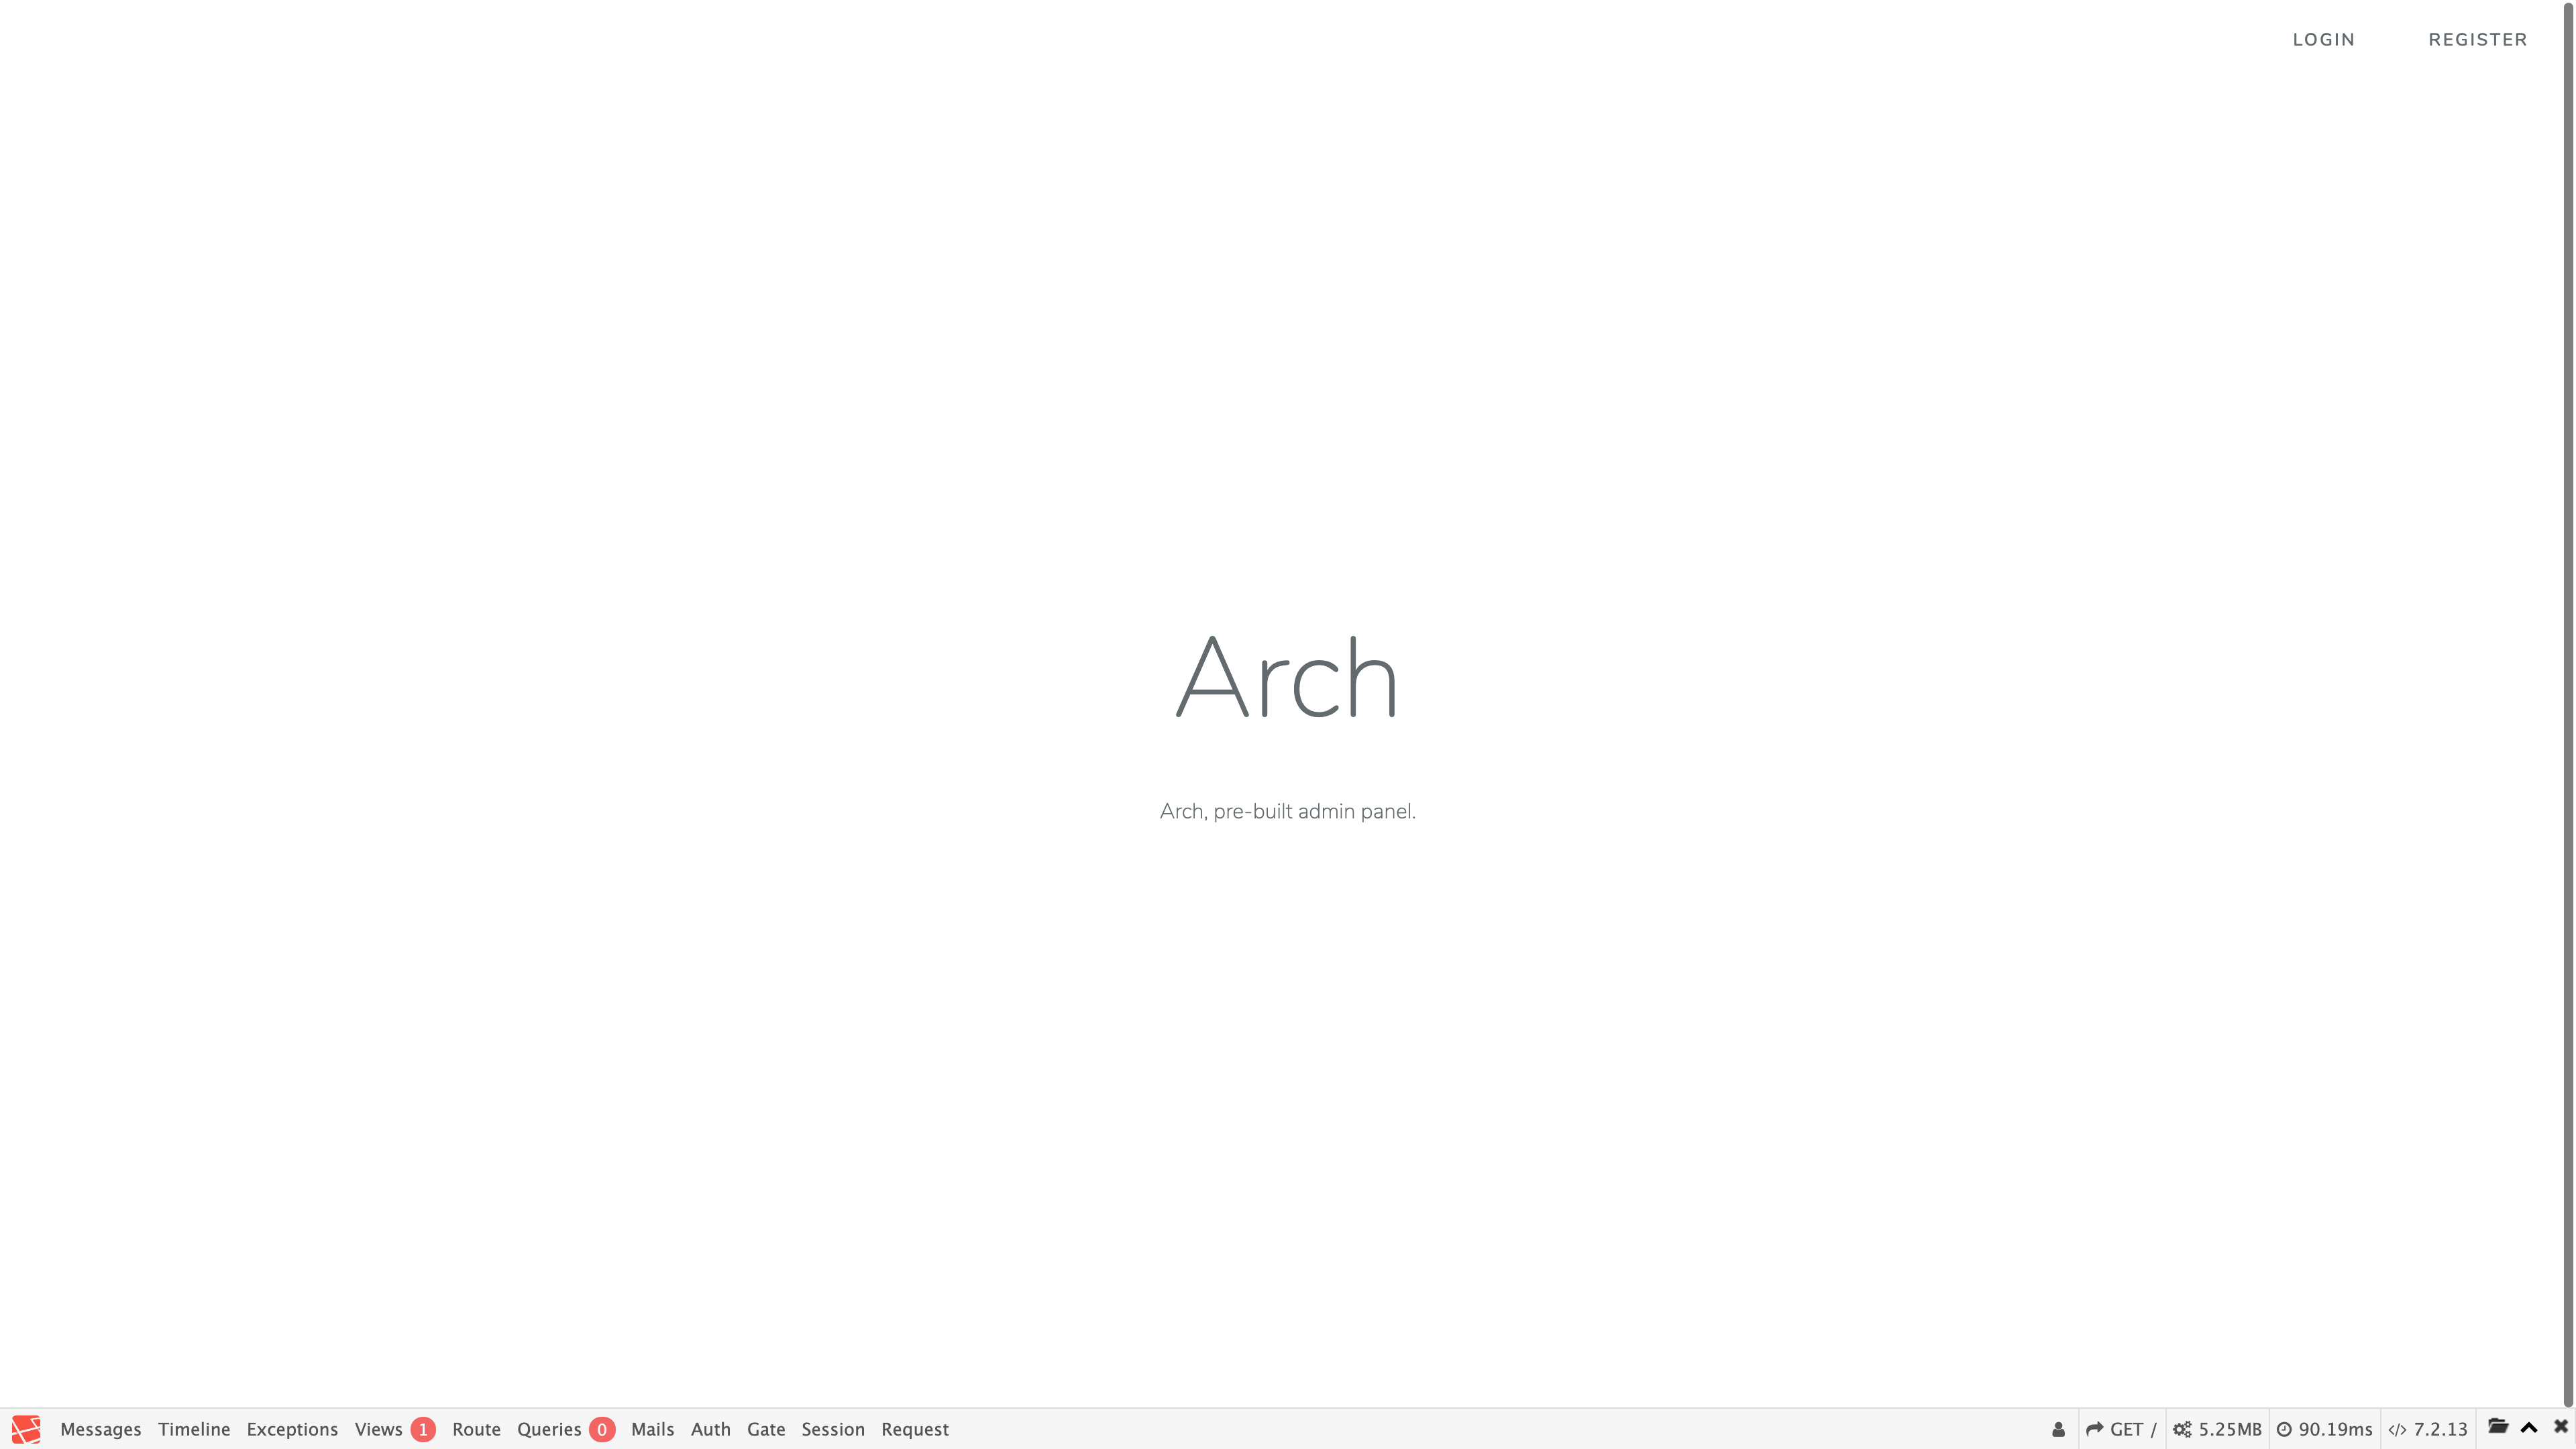 LOGIN REGISTER
Arch
Arch, pre-built admin panel.
Messages Timeline Exceptions Views 1 Route Queries 0 Mails Auth Gate Session Request GET / 5.25MB 90.19ms </> 7.2.13